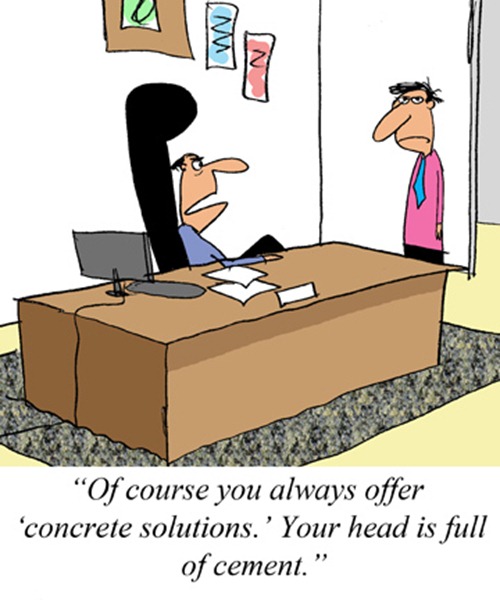 “Of course you always offer
‘concrete solutions.’ Your head is full
of cement.”